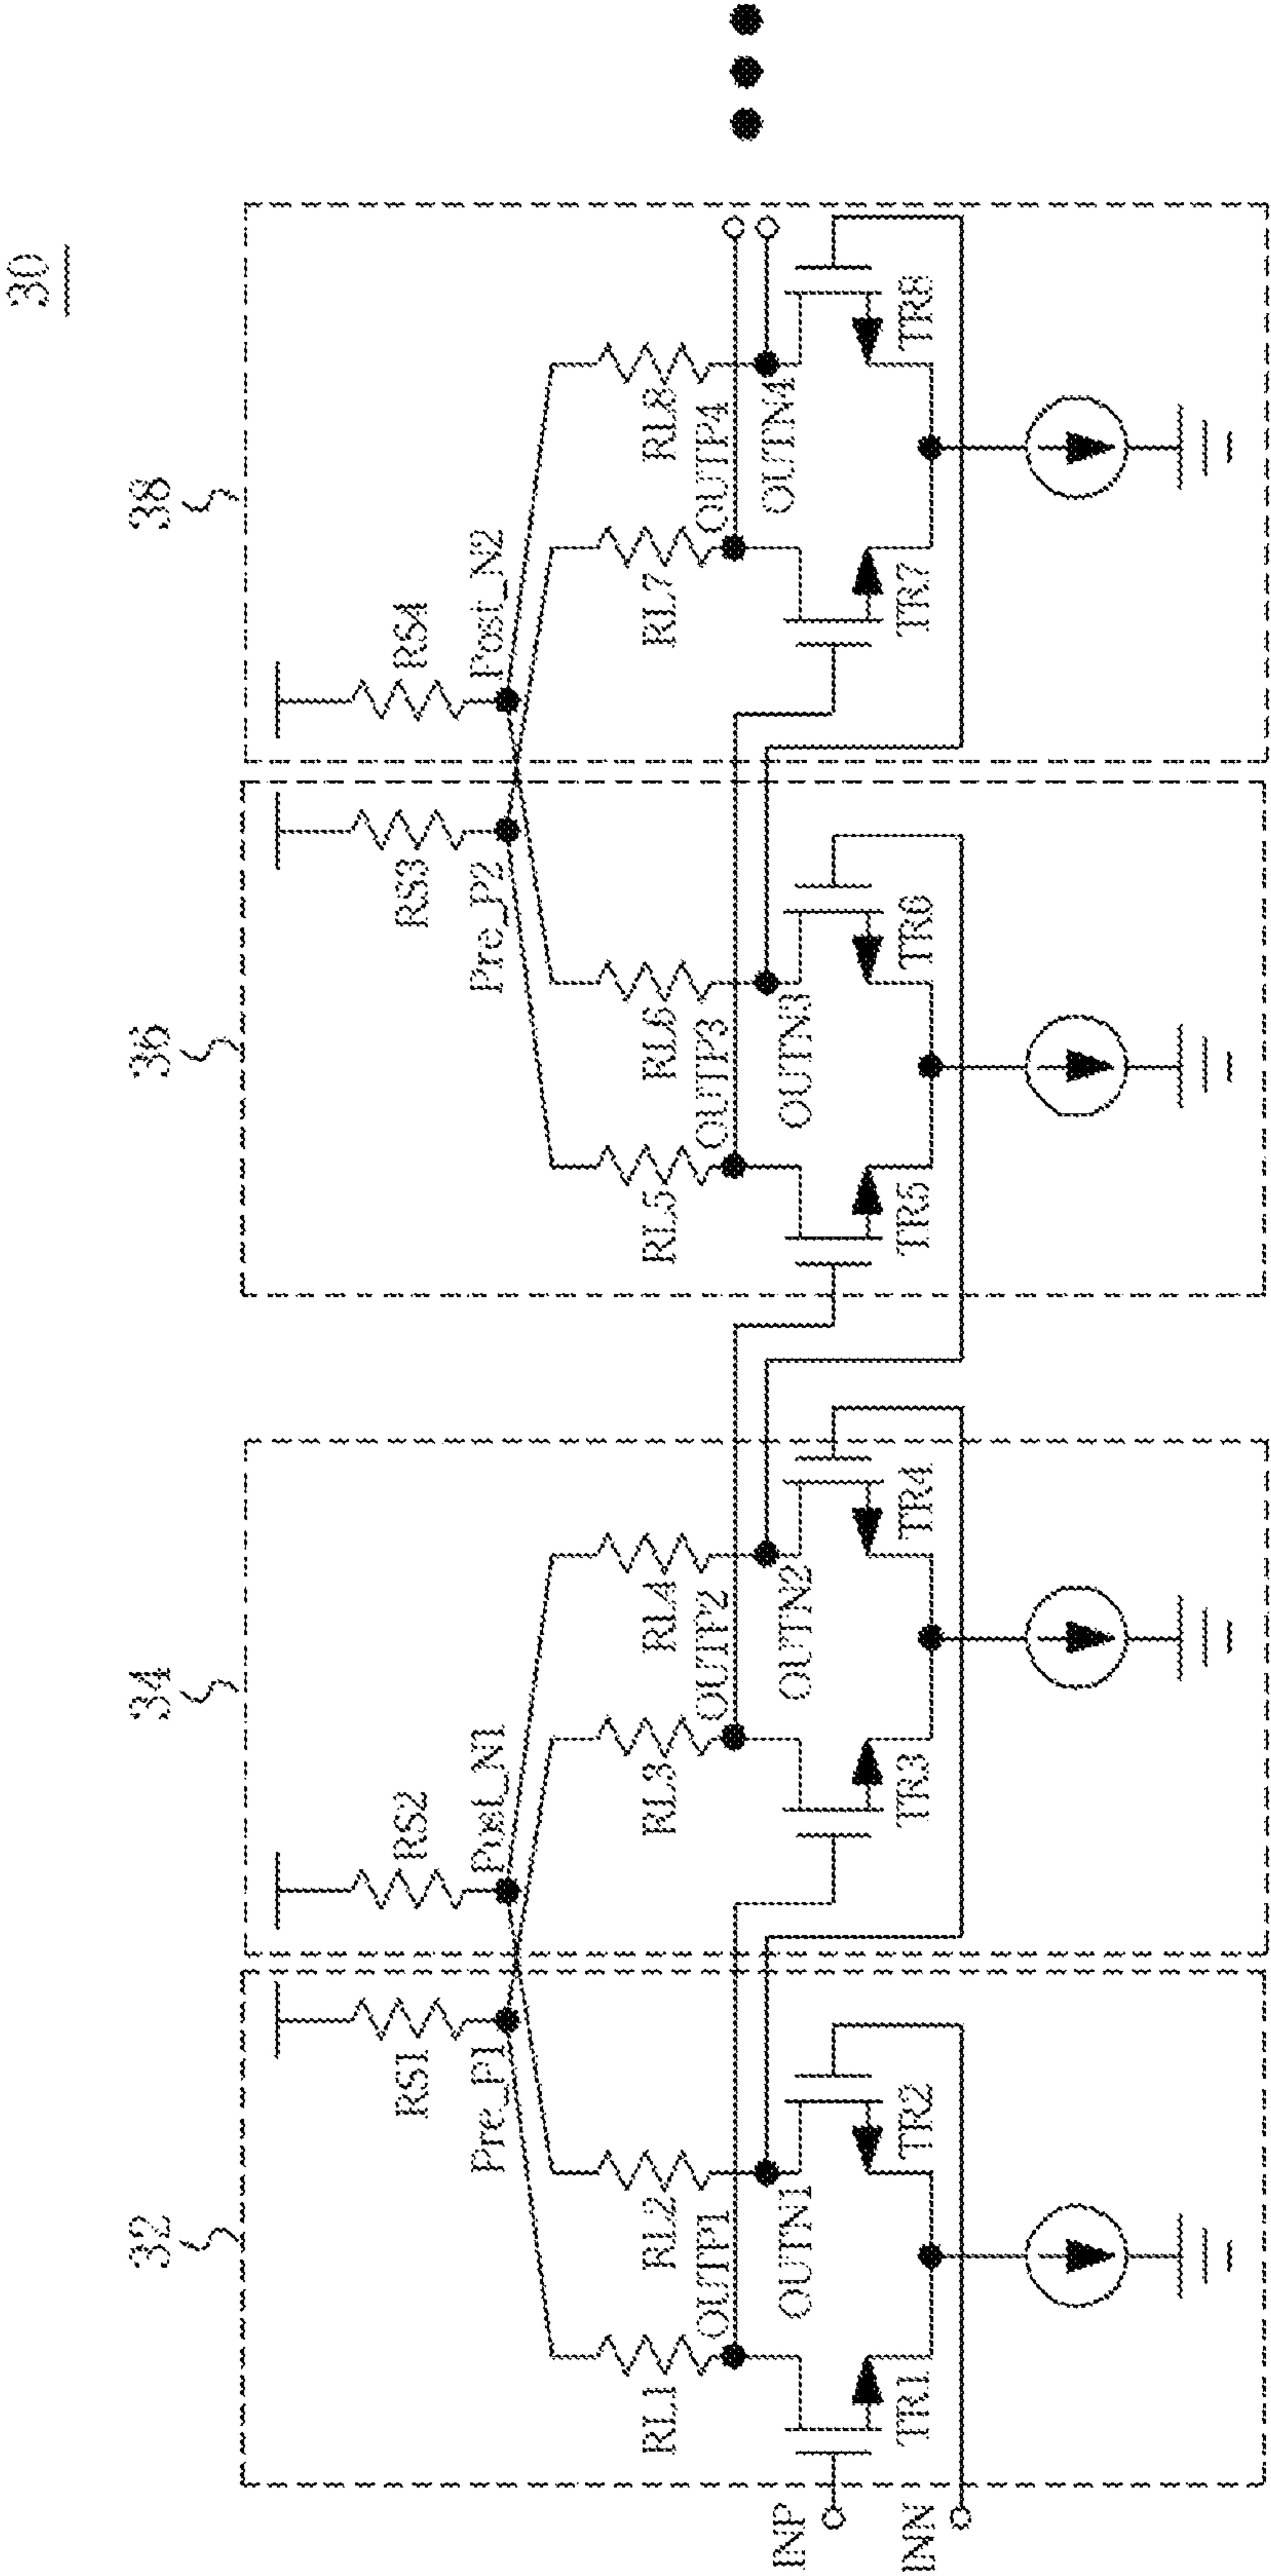 30
32
34
36
38
RS1
RS2
RS3
RS4
Pre_P1
Post_N1
Pre_P2
Post_N2
RL1
RL2
RL3
RL4
RL5
RL6
RL7
RL8
OUTP1
OUTP2
OUTP3
OUTP4
OUTN1
OUTN2
OUTN3
OUTN4
INP
TR1
TR2
TR3
TR4
TR5
TR6
TR7
TR8
INN